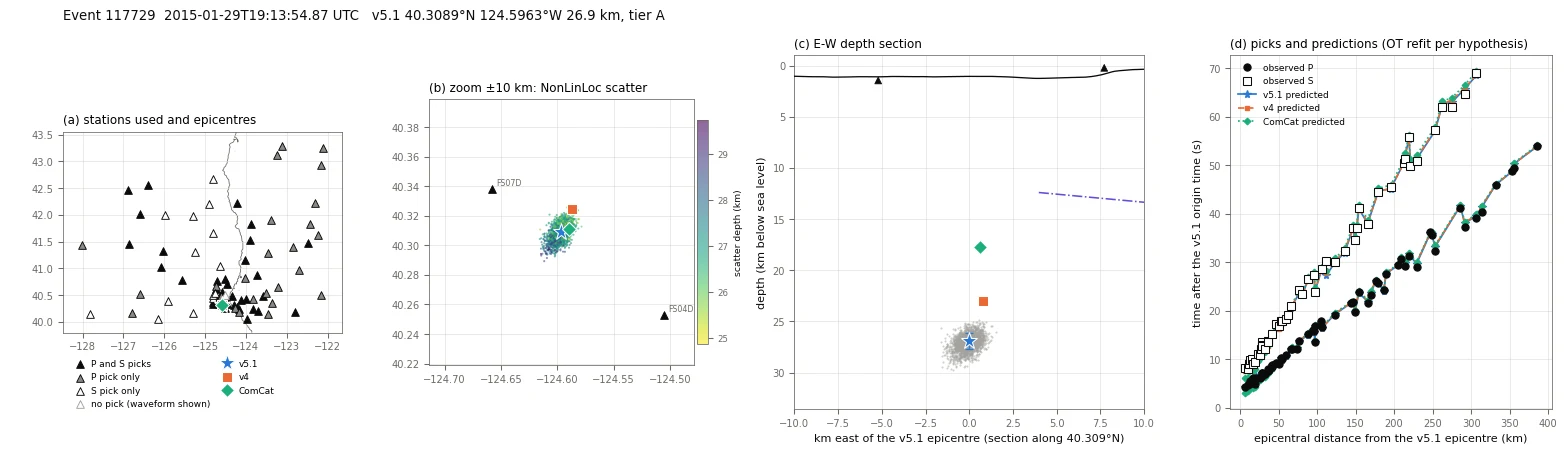 Event 117729  2015-01-29T19:13:54.87 UTC   v5.1 40.3089°N 124.5963°W 26.9 km, tier A
(a) stations used and epicentres
43.5
43.0
42.5
42.0
41.5
41.0
40.5
40.0
−128 −127 −126 −125 −124 −123 −122
P and S picks
P pick only
S pick only
no pick (waveform shown)
v5.1
v4
ComCat
(b) zoom ±10 km: NonLinLoc scatter
40.38
40.36
40.34
40.32
40.30
40.28
40.26
40.24
40.22
−124.70 −124.65 −124.60 −124.55 −124.50
FS07D
FS04D
29
28
27
26
25
scatter depth (km)
(c) E-W depth section
0
5
10
15
20
25
30
depth (km below sea level)
−10.0 −7.5 −5.0 −2.5 0.0 2.5 5.0 7.5 10.0
km east of the v5.1 epicentre (section along 40.309°N)
(d) picks and predictions (OT refit per hypothesis)
observed P
observed S
v5.1 predicted
v4 predicted
ComCat predicted
70
60
50
40
30
20
10
0
time after the v5.1 origin time (s)
0 50 100 150 200 250 300 350 400
epicentral distance from the v5.1 epicentre (km)